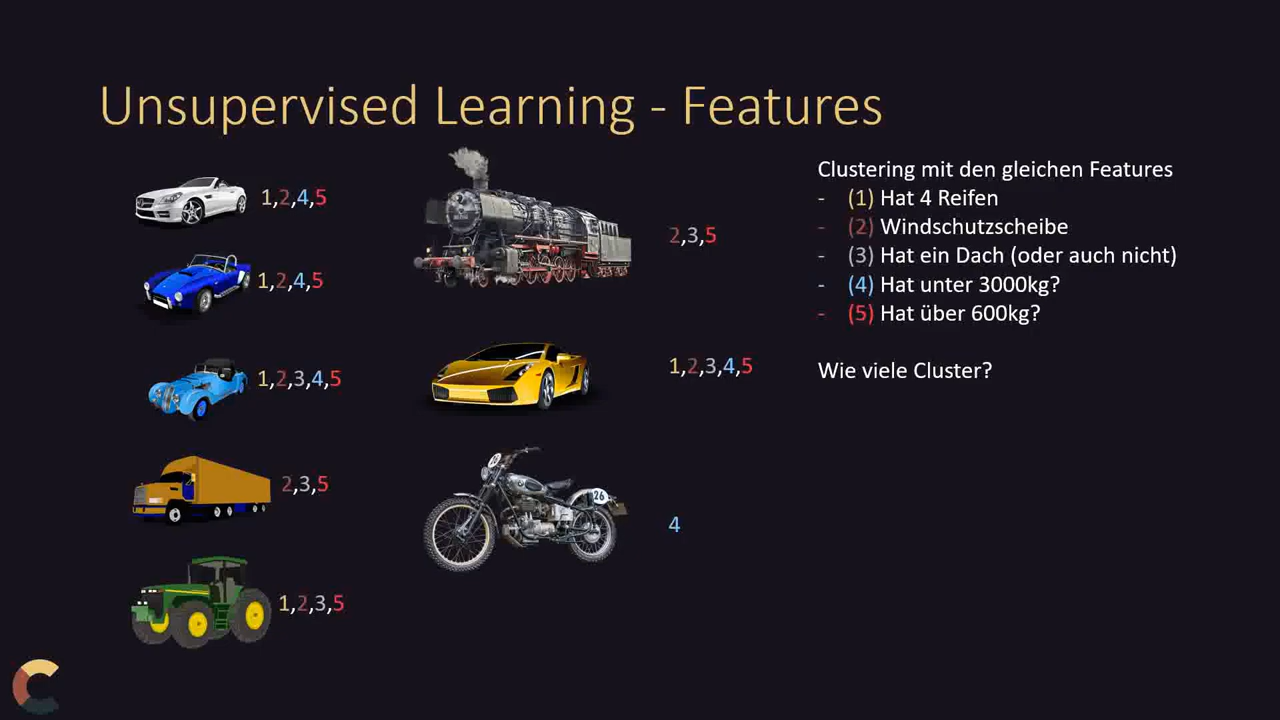 Unsupervised Learning - Features
1,2,4,5
1,2,4,5
1,2,3,4,5
2,3,5
1,2,3,5
2,3,5
1,2,3,4,5
26
4
Clustering mit den gleichen Features
- (1) Hat 4 Reifen
- (2) Windschutzscheibe
- (3) Hat ein Dach (oder auch nicht)
- (4) Hat unter 3000kg?
- (5) Hat über 600kg?
Wie viele Cluster?